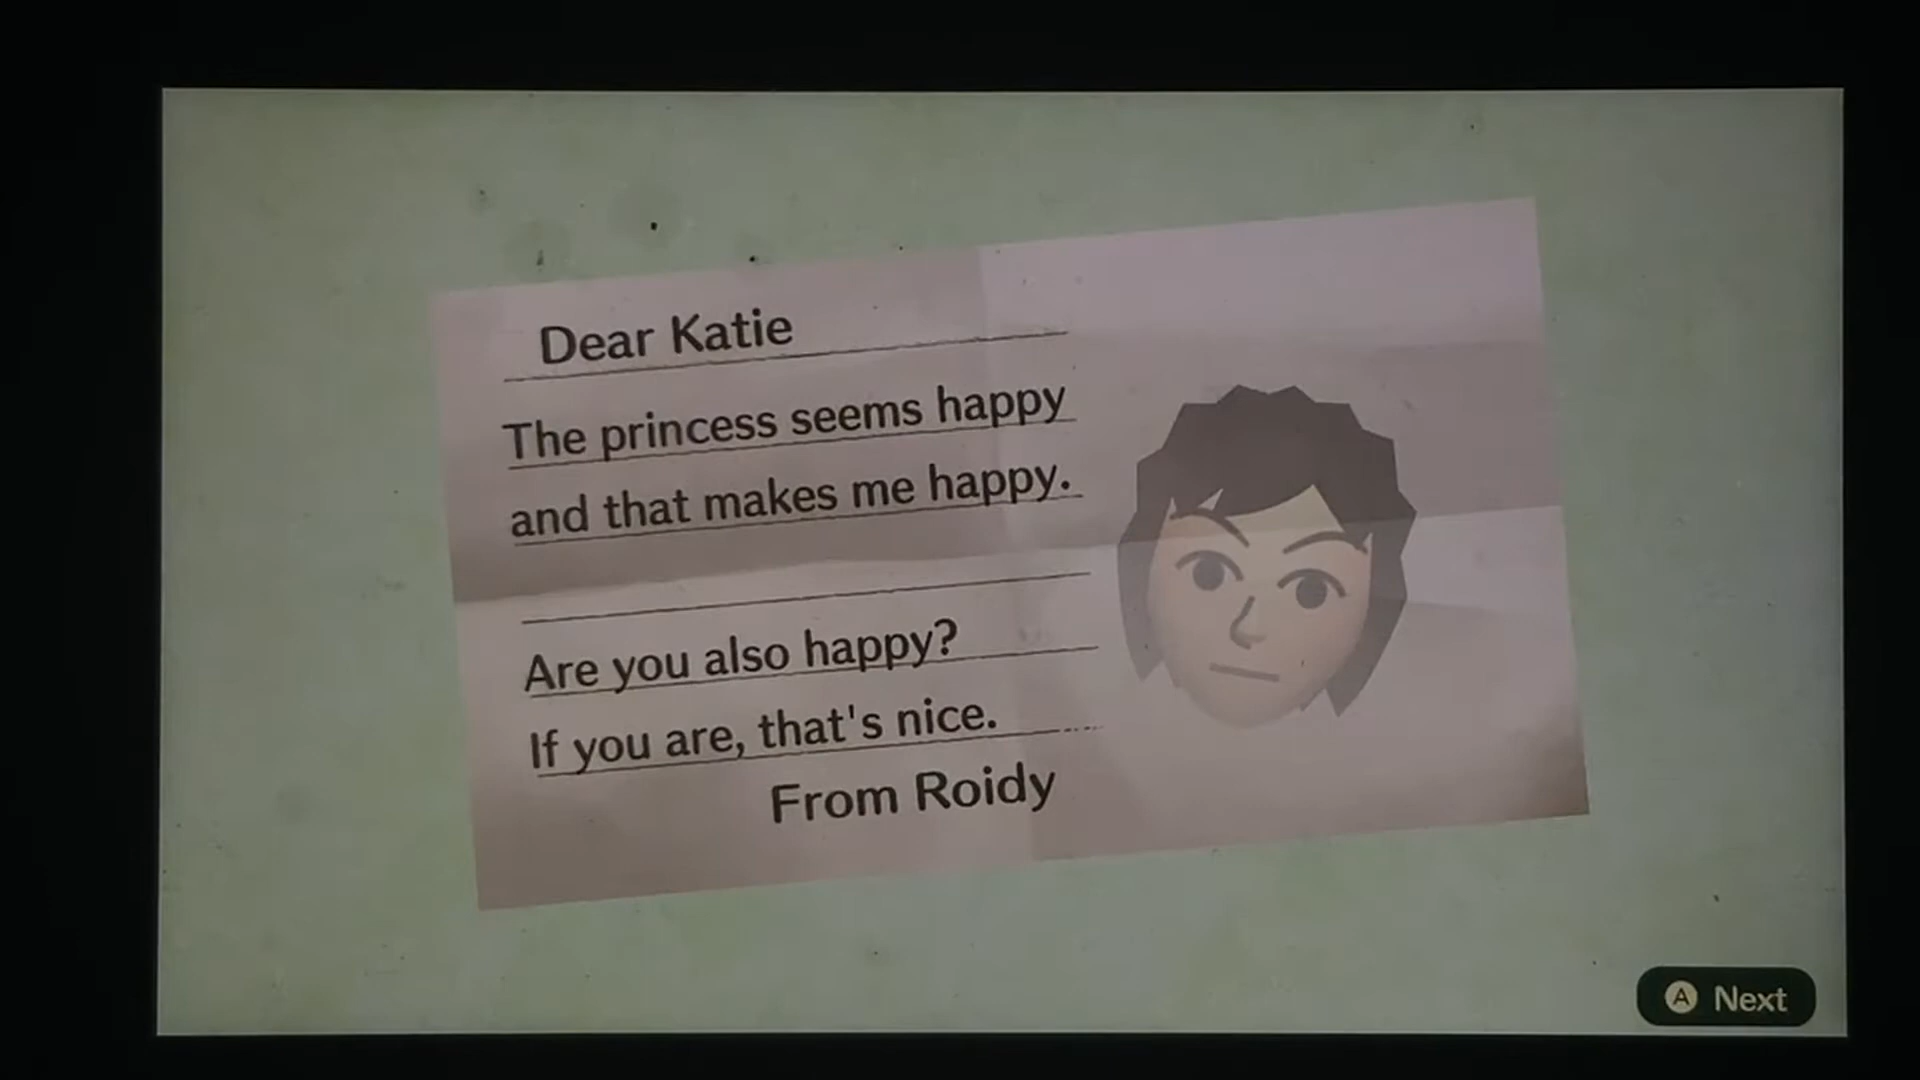 Dear Katie
The princess seems happy
and that makes me happy.
Are you also happy?
If you are, that's nice.
From Roidy
A Next